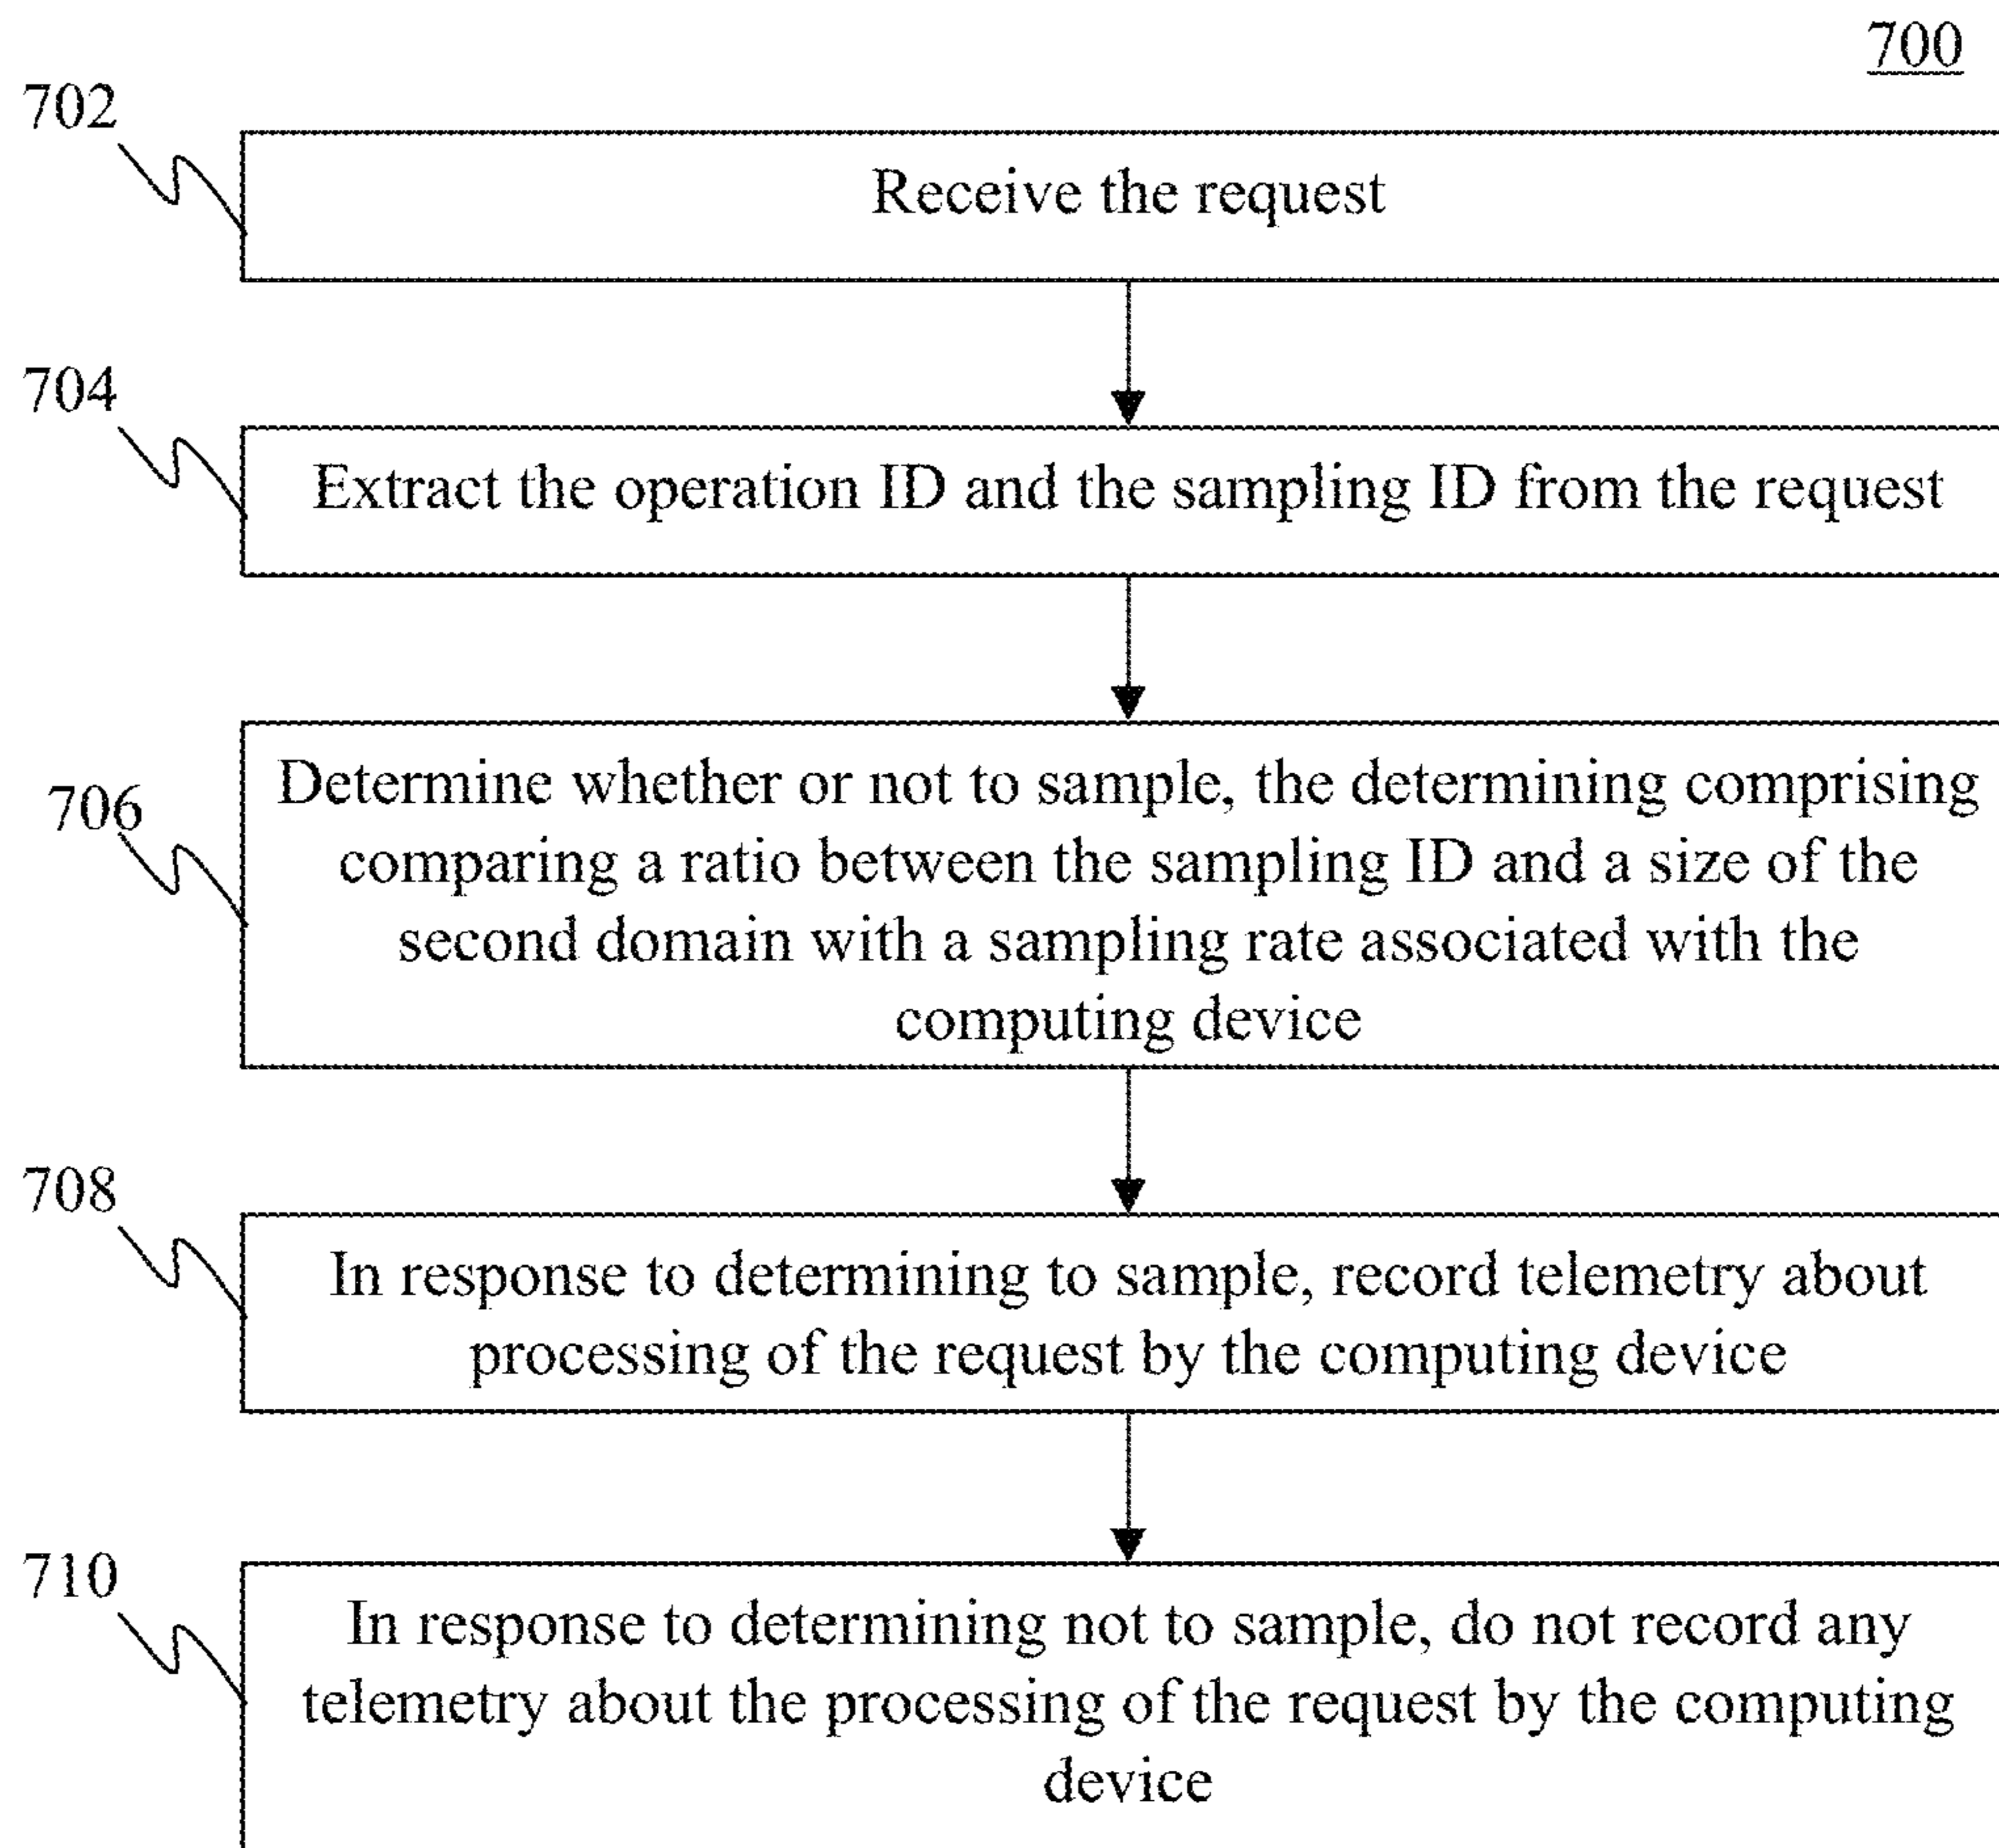 700
702
Receive the request
704
Extract the operation ID and the sampling ID from the request
706
Determine whether or not to sample, the determining comprising
comparing a ratio between the sampling ID and a size of the
second domain with a sampling rate associated with the
computing device
708
In response to determining to sample, record telemetry about
processing of the request by the computing device
710
In response to determining not to sample, do not record any
telemetry about the processing of the request by the computing
device